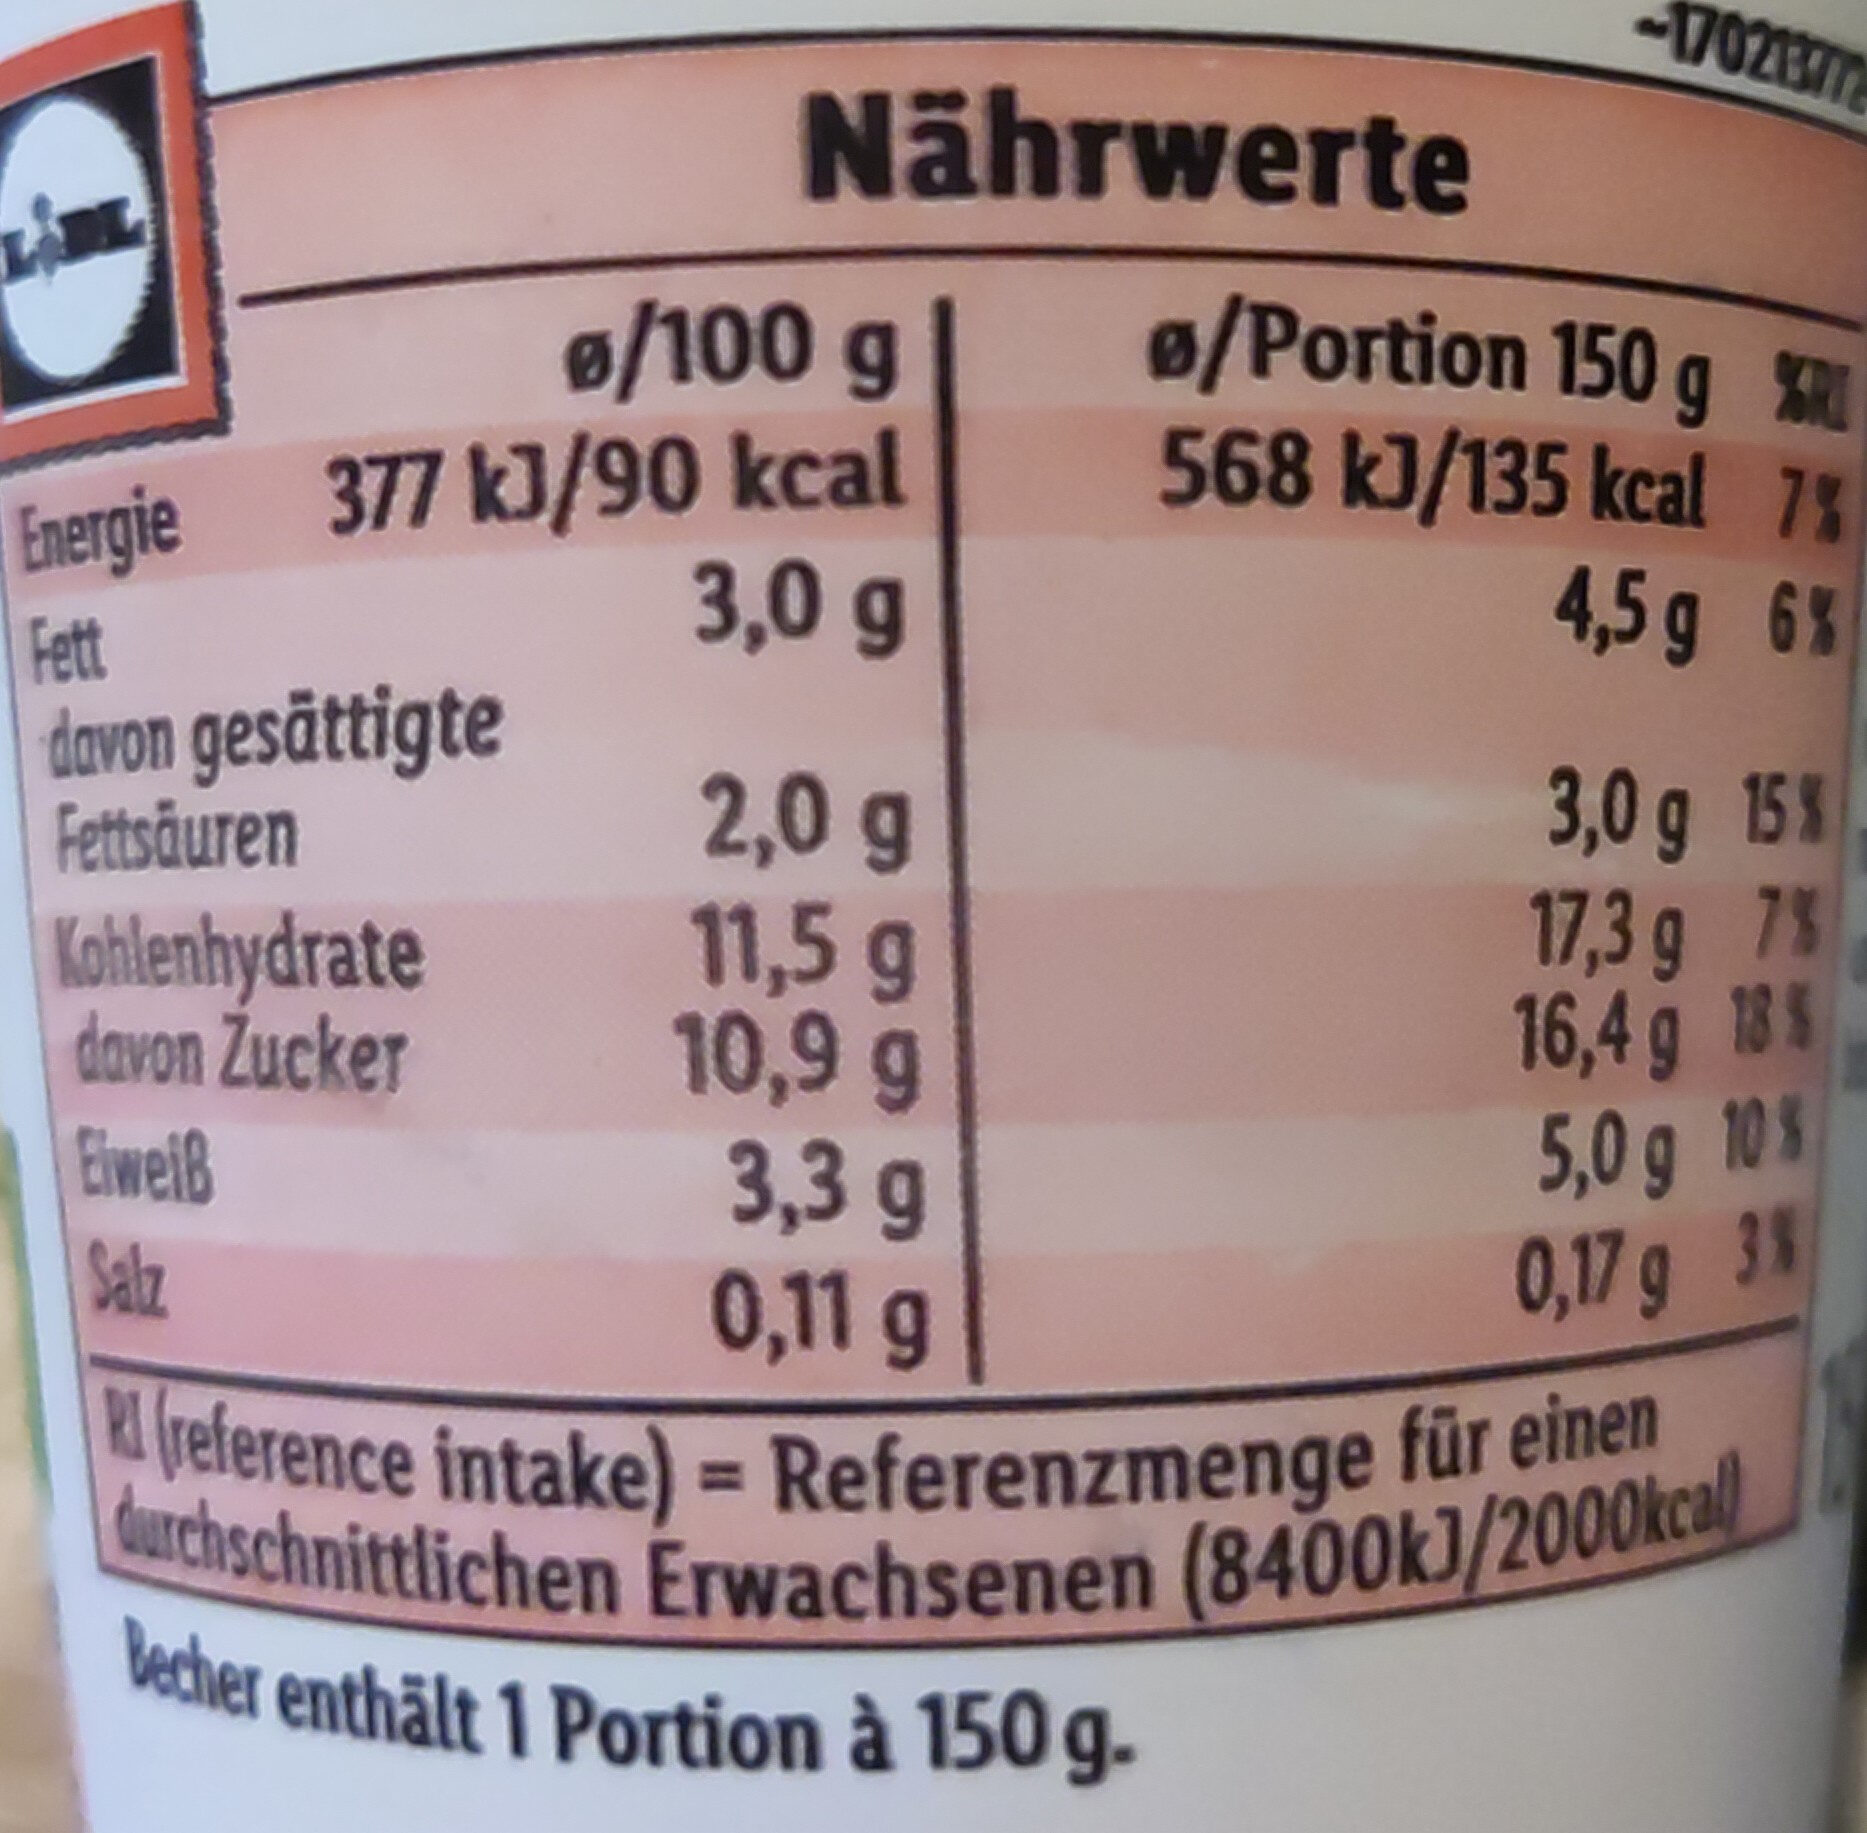 LIDL
Nährwerte
ø/100 g ø/Portion 150 g %RI
Energie 377 kJ/90 kcal 568 kJ/135 kcal 7%
Fett 3,0 g 4,5 g 6%
davon gesättigte
Fettsäuren 2,0 g 3,0 g 15%
Kohlenhydrate 11,5 g 17,3 g 7%
davon Zucker 10,9 g 16,4 g 18%
Eiweiß 3,3 g 5,0 g 10%
Salz 0,11 g 0,17 g 3%
RI (reference intake) = Referenzmenge für einen
durchschnittlichen Erwachsenen (8400kJ/2000kcal)
Becher enthält 1 Portion à 150 g.